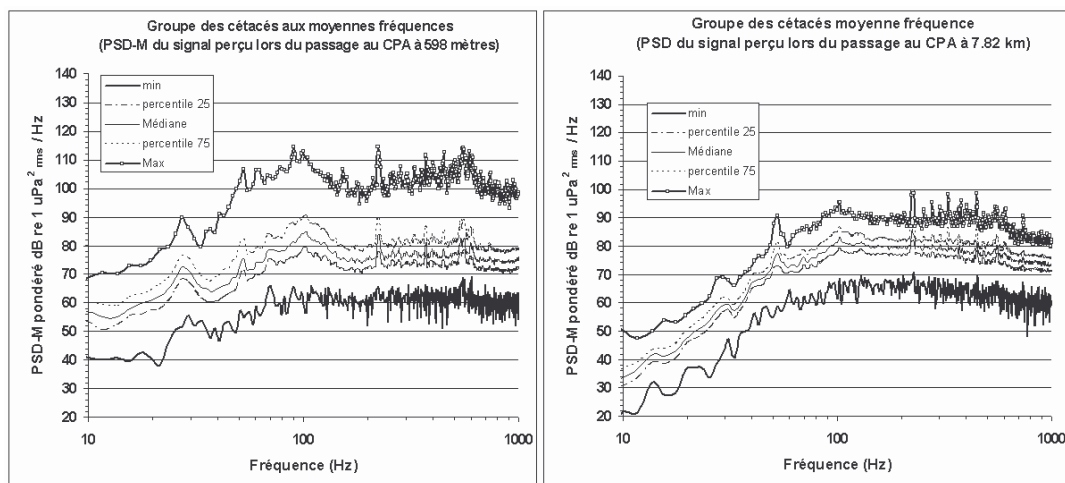 Groupe des cétacés aux moyennes fréquences
(PSD-M du signal perçu lors du passage au CPA à 598 mètres)
PSD-M pondéré dB re 1 uPa² rms / Hz
140
130
120
110
100
90
80
70
60
50
40
30
20
min
percentile 25
Médiane
percentile 75
Max
10
100
1000
Fréquence (Hz)
Groupe des cétacés moyenne fréquence
(PSD du signal perçu lors du passage au CPA à 7.82 km)
PSD-M pondéré dB re 1 uPa² rms / Hz
140
130
120
110
100
90
80
70
60
50
40
30
20
min
percentile 25
Médiane
percentile 75
Max
10
100
1000
Fréquence (Hz)